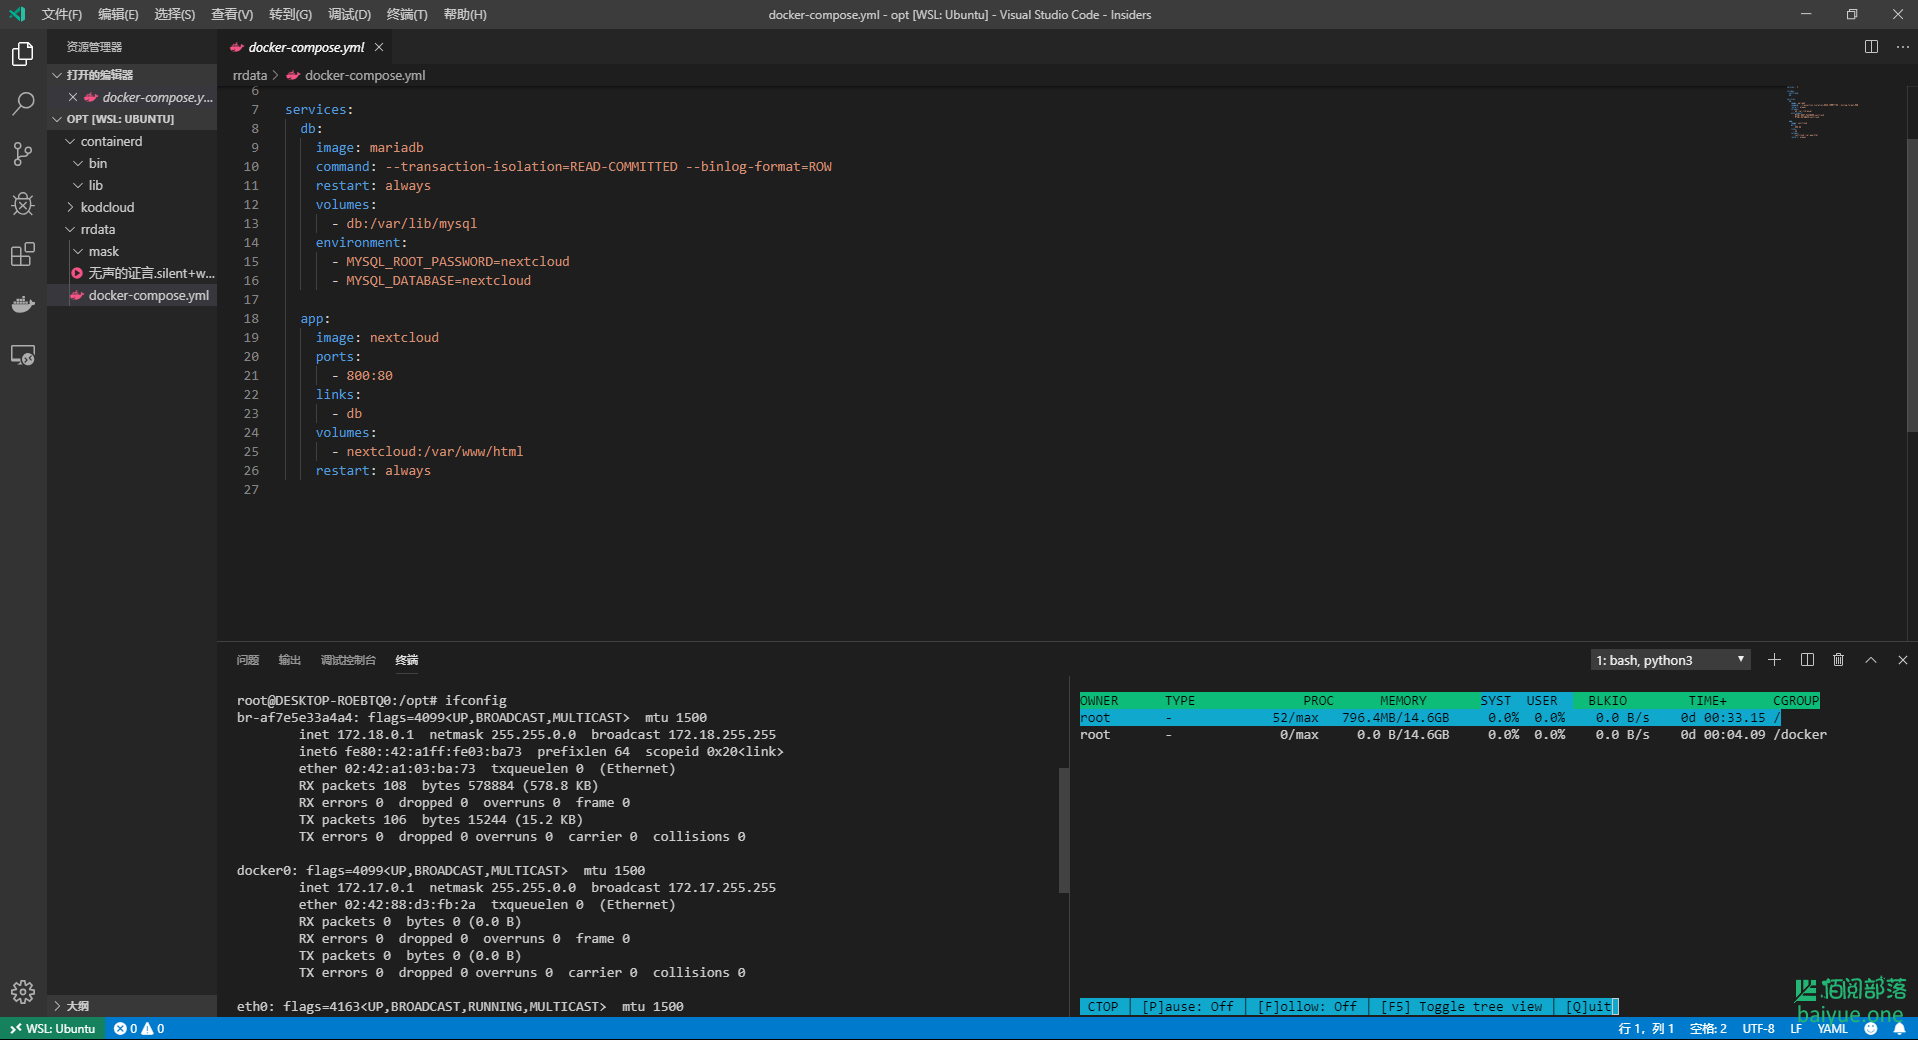 文件(F) 编辑(E) 选择(S) 查看(V) 转到(G) 调试(D) 终端(T) 帮助(H)
docker-compose.yml - opt [WSL: Ubuntu] - Visual Studio Code - Insiders
资源管理器
打开的编辑器
docker-compose.y...
OPT [WSL: UBUNTU]
containerd
bin
lib
kodcloud
rrdata
mask
无声的证言.silent+w...
docker-compose.yml
大纲
docker-compose.yml
rrdata > docker-compose.yml
6
7 services:
8 db:
9 image: mariadb
10 command: --transaction-isolation=READ-COMMITTED --binlog-format=ROW
11 restart: always
12 volumes:
13 - db:/var/lib/mysql
14 environment:
15 - MYSQL_ROOT_PASSWORD=nextcloud
16 - MYSQL_DATABASE=nextcloud
17
18 app:
19 image: nextcloud
20 ports:
21 - 800:80
22 links:
23 - db
24 volumes:
25 - nextcloud:/var/www/html
26 restart: always
27
问题 输出 调试控制台 终端
1: bash, python3
root@DESKTOP-ROEBTQ0:/opt# ifconfig
br-af7e5e33a4a4: flags=4099<UP,BROADCAST,MULTICAST> mtu 1500
inet 172.18.0.1 netmask 255.255.0.0 broadcast 172.18.255.255
inet6 fe80::42:a1ff:fe03:ba73 prefixlen 64 scopeid 0x20<link>
ether 02:42:a1:03:ba:73 txqueuelen 0 (Ethernet)
RX packets 108 bytes 578884 (578.8 KB)
RX errors 0 dropped 0 overruns 0 frame 0
TX packets 106 bytes 15244 (15.2 KB)
TX errors 0 dropped 0 overruns 0 carrier 0 collisions 0
docker0: flags=4099<UP,BROADCAST,MULTICAST> mtu 1500
inet 172.17.0.1 netmask 255.255.0.0 broadcast 172.17.255.255
ether 02:42:88:d3:fb:2a txqueuelen 0 (Ethernet)
RX packets 0 bytes 0 (0.0 B)
RX errors 0 dropped 0 overruns 0 frame 0
TX packets 0 bytes 0 (0.0 B)
TX errors 0 dropped 0 overruns 0 carrier 0 collisions 0
eth0: flags=4163<UP,BROADCAST,RUNNING,MULTICAST> mtu 1500
OWNER TYPE PROC MEMORY SYST USER BLKIO TIME+ CGROUP
root - 52/max 796.4MB/14.6GB 0.0% 0.0% 0.0 B/s 0d 00:33.15 /
root - 0/max 0.0 B/14.6GB 0.0% 0.0% 0.0 B/s 0d 00:04.09 /docker
CTOP | [P]ause: Off | [F]ollow: Off | [F5] Toggle tree view | [Q]uit
佰阅部落
baiyue.one
WSL: Ubuntu 0 0 行 1, 列 1 空格: 2 UTF-8 LF YAML